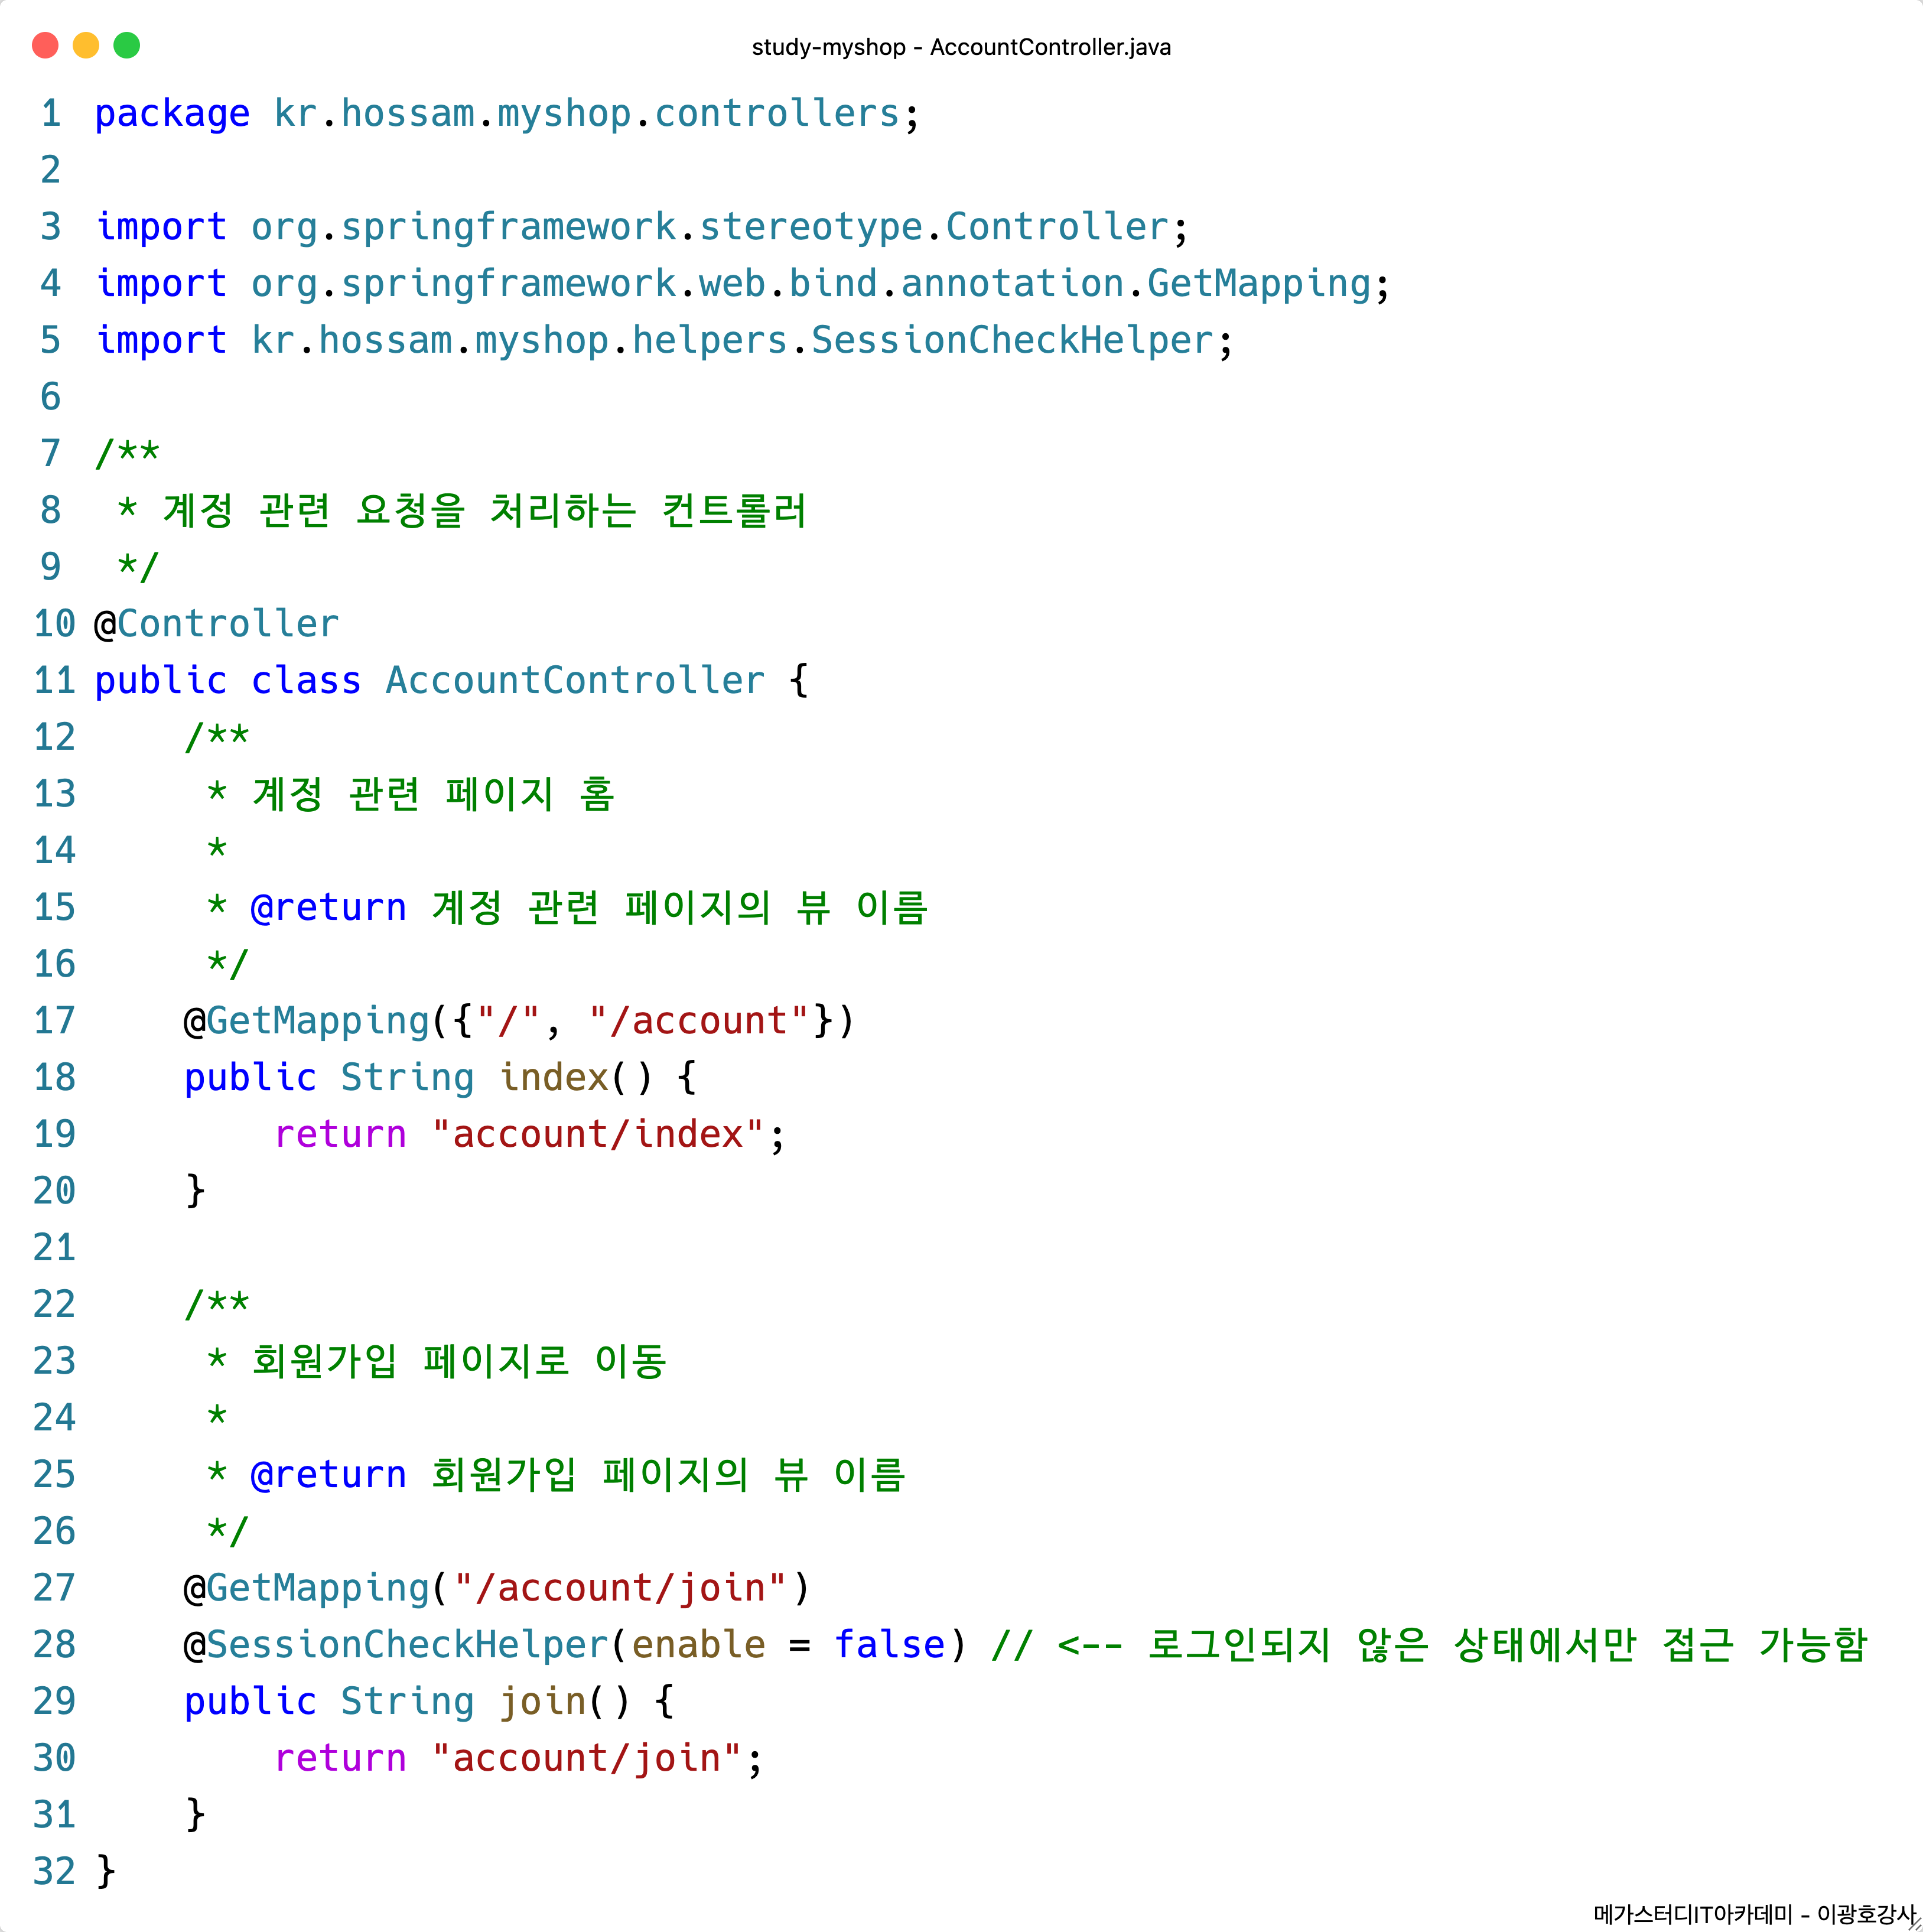 study-myshop - AccountController.java
1 package kr.hossam.myshop.controllers;
2
3 import org.springframework.stereotype.Controller;
4 import org.springframework.web.bind.annotation.GetMapping;
5 import kr.hossam.myshop.helpers.SessionCheckHelper;
6
7 /**
8  * 계정 관련 요청을 처리하는 컨트롤러
9  */
10 @Controller
11 public class AccountController {
12     /**
13      * 계정 관련 페이지 홈
14      *
15      * @return 계정 관련 페이지의 뷰 이름
16      */
17     @GetMapping({"/", "/account"})
18     public String index() {
19         return "account/index";
20     }
21
22     /**
23      * 회원가입 페이지로 이동
24      *
25      * @return 회원가입 페이지의 뷰 이름
26      */
27     @GetMapping("/account/join")
28     @SessionCheckHelper(enable = false) // <-- 로그인되지 않은 상태에서만 접근 가능함
29     public String join() {
30         return "account/join";
31     }
32 }
메가스터디IT아카데미 - 이광호강사